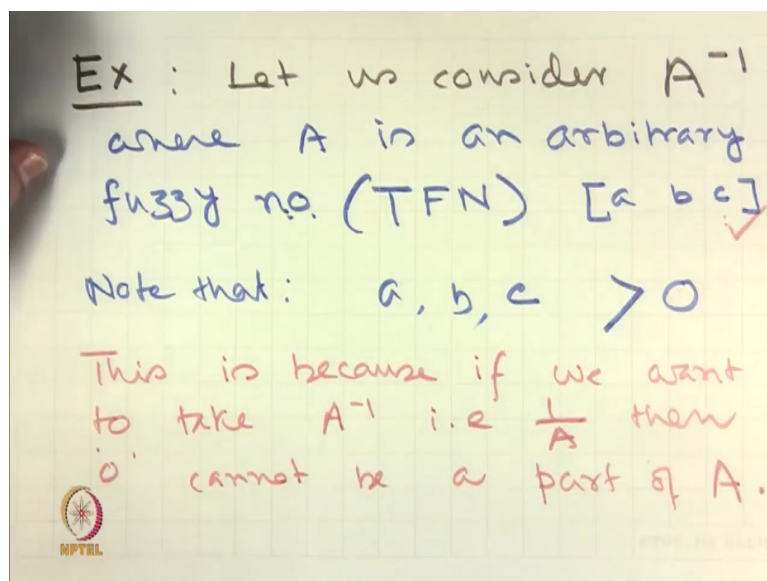 Ex : Let us consider A⁻¹
where A is an arbitrary
fuzzy no. (TFN) [a b c]
Note that: a, b, c > 0
This is because if we want
to take A⁻¹ i.e 1/A then
'0' cannot be a part of A.
NPTEL